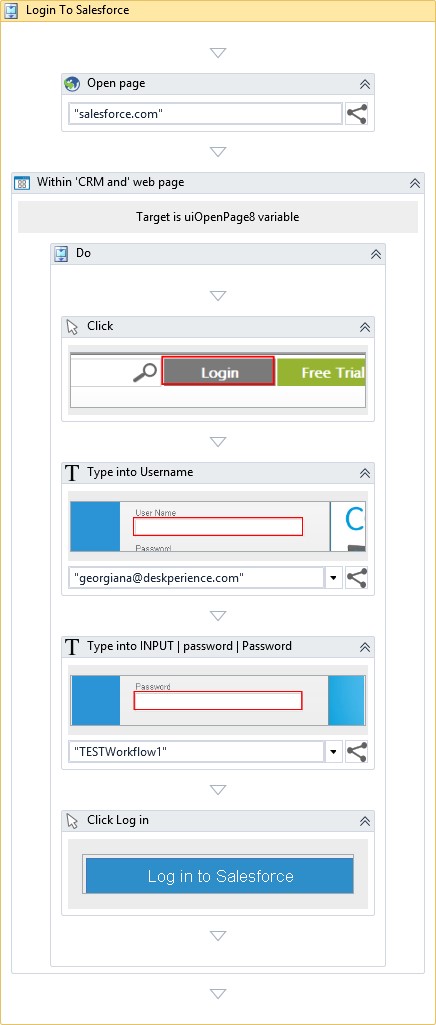 Login To Salesforce
Open page
"salesforce.com"
Within 'CRM and' web page
Target is uiOpenPage8 variable
Do
Click
Login Free Trial
Type into Username
User Name
Password
"georgiana@deskperience.com"
Type into INPUT | password | Password
Password
"TESTWorkflow1"
Click Log in
Log in to Salesforce